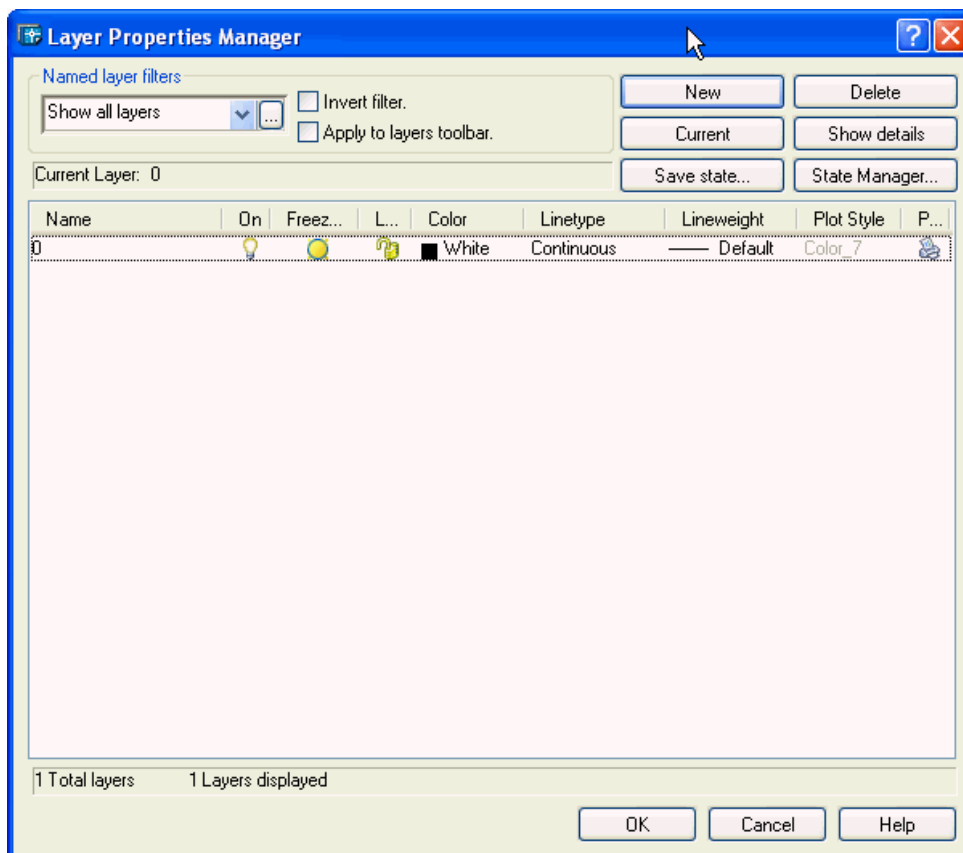 Layer Properties Manager
Named layer filters
Show all layers
...
Invert filter.
Apply to layers toolbar.
New
Delete
Current
Show details
Current Layer: 0
Save state...
State Manager...
Name On Freez... L... Color Linetype Lineweight Plot Style P...
0 White Continuous Default Color_7
1 Total layers 1 Layers displayed
OK Cancel Help